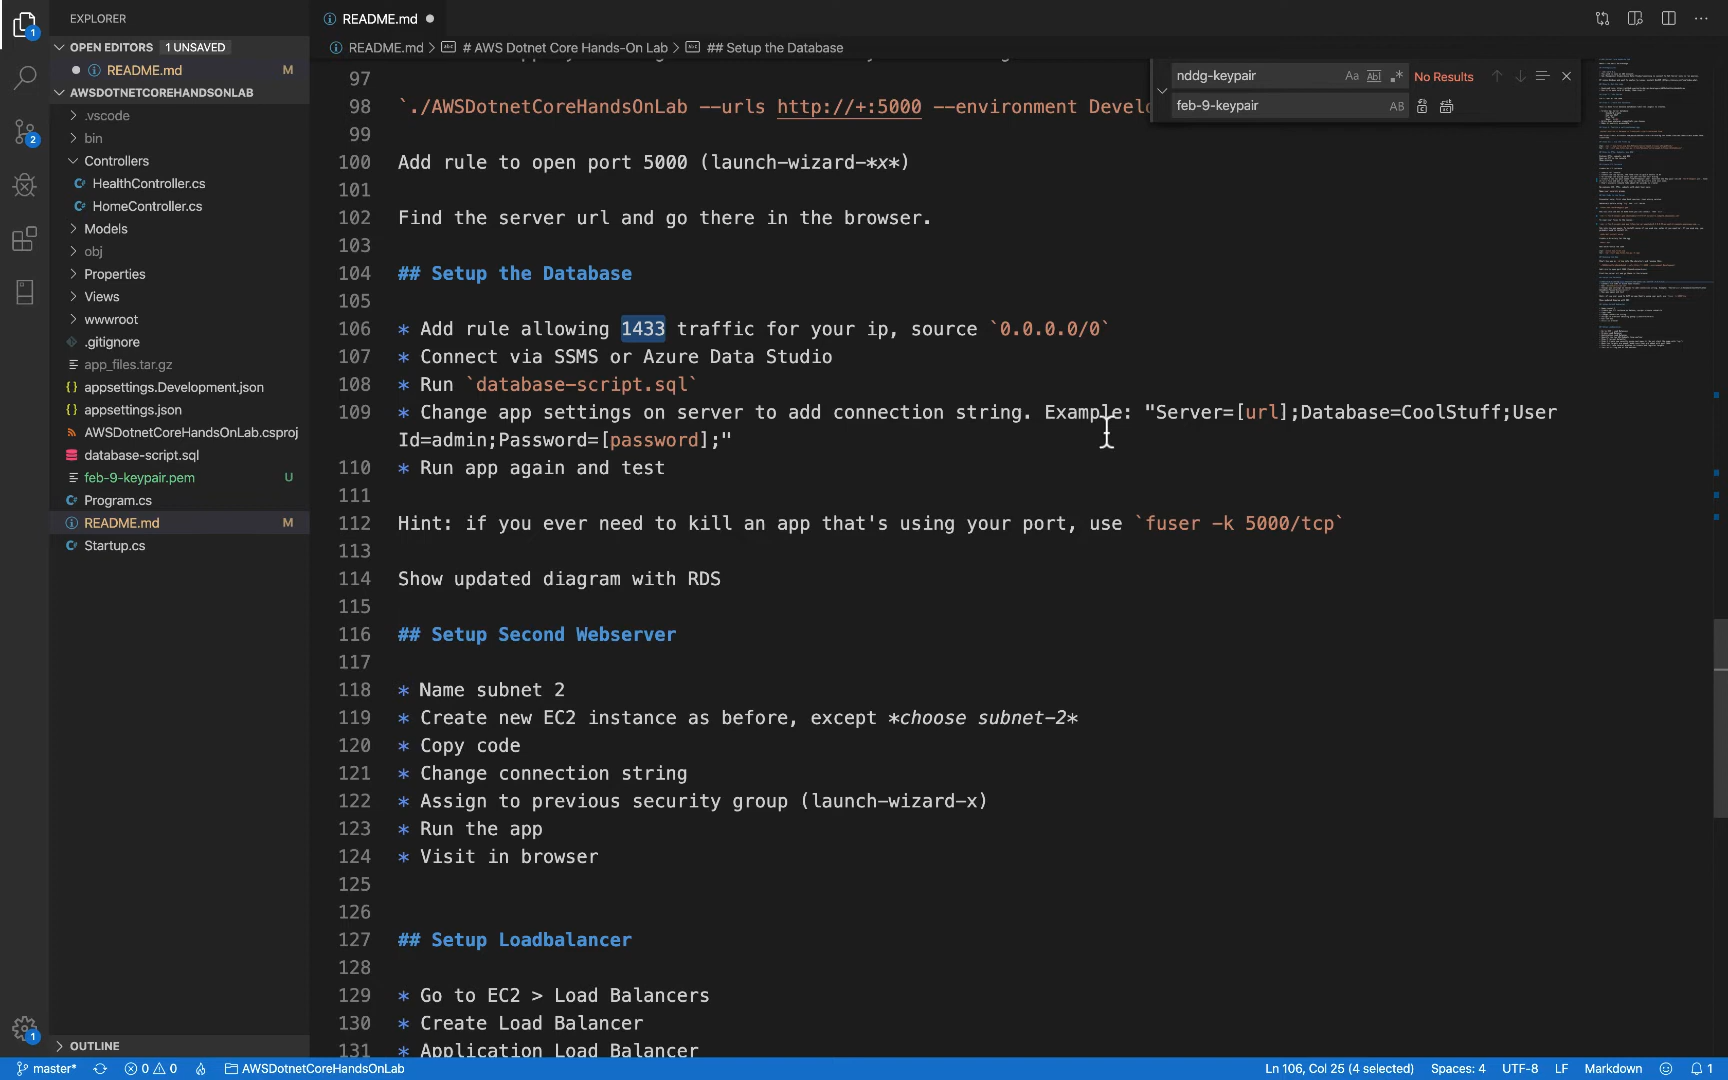 EXPLORER
OPEN EDITORS 1 UNSAVED
README.md M
AWSDOTNETCOREHANDSONLAB
.vscode
bin
Controllers
HealthController.cs
HomeController.cs
Models
obj
Properties
Views
wwwroot
.gitignore
app_files.tar.gz
appsettings.Development.json
appsettings.json
AWSDotnetCoreHandsOnLab.csproj
database-script.sql
feb-9-keypair.pem U
Program.cs
README.md M
Startup.cs
OUTLINE
1
2
1
README.md
README.md > # AWS Dotnet Core Hands-On Lab > ## Setup the Database
nddg-keypair Aa Abl .* No Results
feb-9-keypair AB
97
98 `./AWSDotnetCoreHandsOnLab --urls http://+:5000 --environment Develo
99
100 Add rule to open port 5000 (launch-wizard-*x*)
101
102 Find the server url and go there in the browser.
103
104 ## Setup the Database
105
106 * Add rule allowing 1433 traffic for your ip, source `0.0.0.0/0`
107 * Connect via SSMS or Azure Data Studio
108 * Run `database-script.sql`
109 * Change app settings on server to add connection string. Example: "Server=[url];Database=CoolStuff;User
Id=admin;Password=[password];"
110 * Run app again and test
111
112 Hint: if you ever need to kill an app that's using your port, use `fuser -k 5000/tcp`
113
114 Show updated diagram with RDS
115
116 ## Setup Second Webserver
117
118 * Name subnet 2
119 * Create new EC2 instance as before, except *choose subnet-2*
120 * Copy code
121 * Change connection string
122 * Assign to previous security group (launch-wizard-x)
123 * Run the app
124 * Visit in browser
125
126
127 ## Setup Loadbalancer
128
129 * Go to EC2 > Load Balancers
130 * Create Load Balancer
131 * Application Load Balancer
master* 0 0 AWSDotnetCoreHandsOnLab Ln 106, Col 25 (4 selected) Spaces: 4 UTF-8 LF Markdown 1